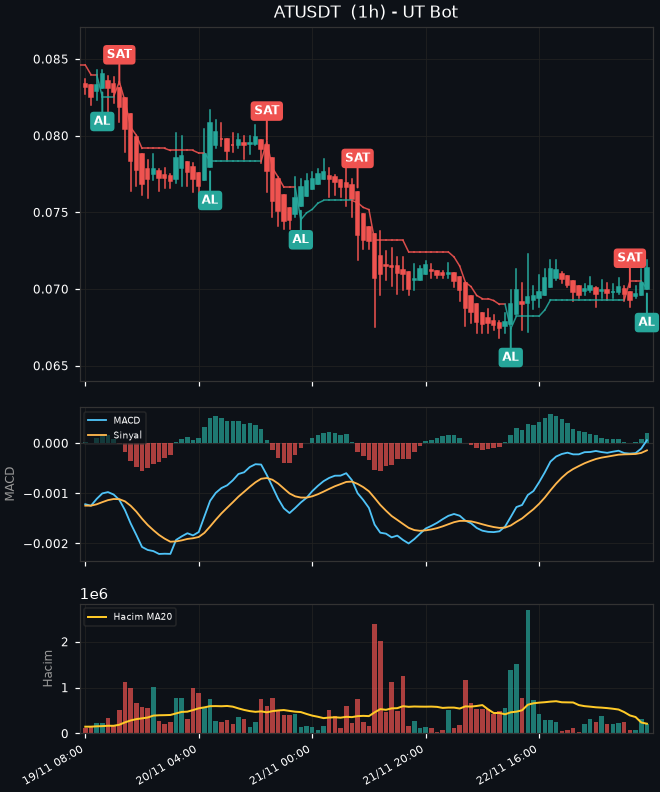 ATUSDT (1h) - UT Bot
0.085
0.080
0.075
0.070
0.065
SAT
AL
AL
SAT
AL
SAT
AL
SAT
AL
MACD
Sinyal
MACD
0.000
−0.001
−0.002
1e6
Hacim MA20
Hacim
2
1
0
19/11 08:00
20/11 04:00
21/11 00:00
21/11 20:00
22/11 16:00